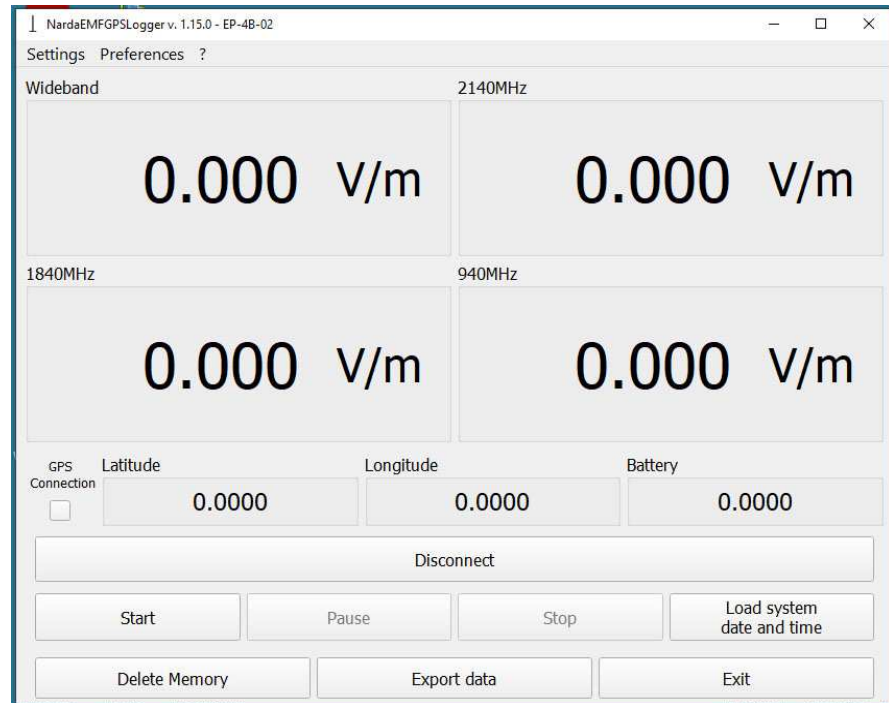 NardaEMFGPSLogger v. 1.15.0 - EP-4B-02
Settings Preferences ?
Wideband
2140MHz
0.000 V/m
0.000 V/m
1840MHz
940MHz
0.000 V/m
0.000 V/m
GPS
Connection
Latitude
Longitude
Battery
0.0000
0.0000
0.0000
Disconnect
Start
Pause
Stop
Load system
date and time
Delete Memory
Export data
Exit